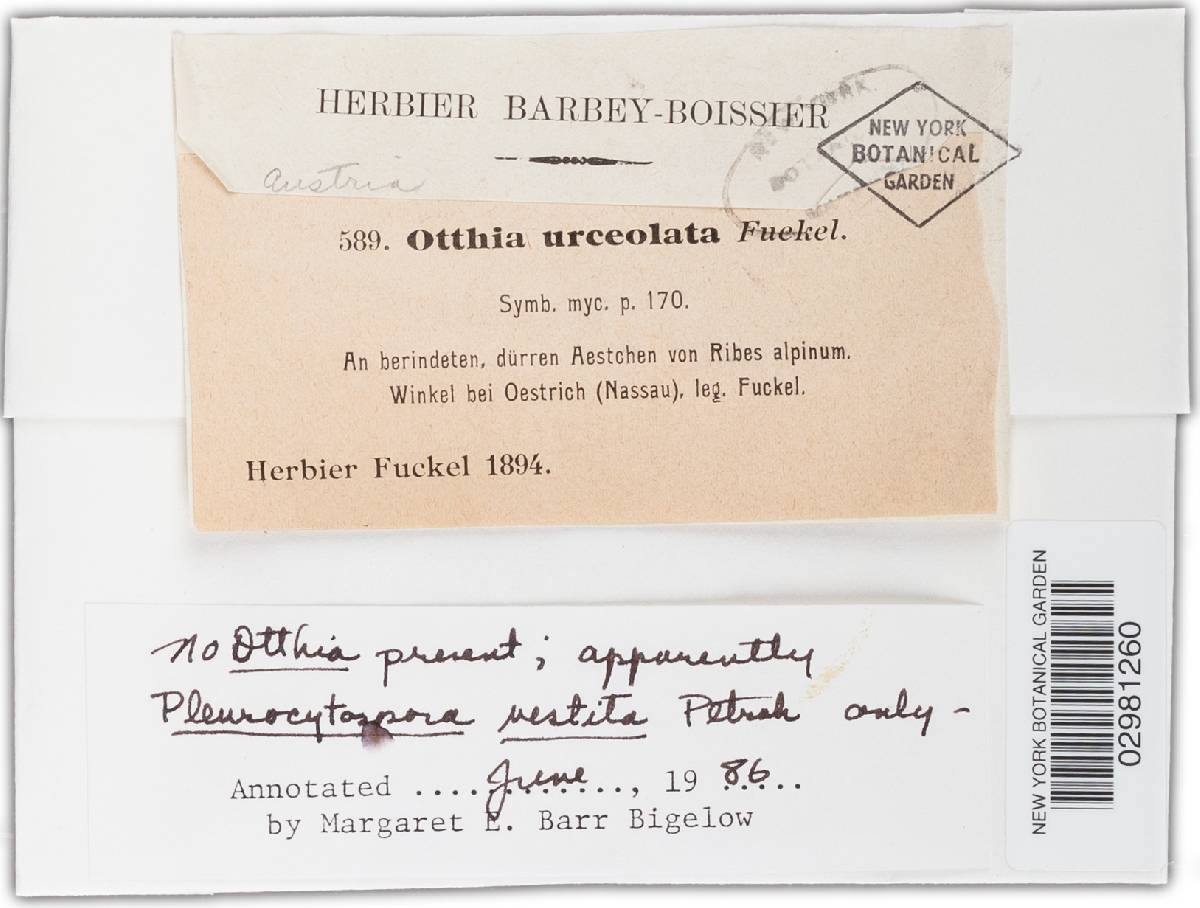 HERBIER BARBEY-BOISSIER
Austria
NEW YORK
BOTANICAL
GARDEN
589. Otthia urceolata Fuckel.
Symb. myc. p. 170.
An berindeten, dürren Aestchen von Ribes alpinum.
Winkel bei Oestrich (Nassau), leg. Fuckel.
Herbier Fuckel 1894.
no Otthia present; apparently
Pleurocytospora vestita Petrak only -
Annotated ....June....., 19 86..
by Margaret E. Barr Bigelow
NEW YORK BOTANICAL GARDEN
02981260